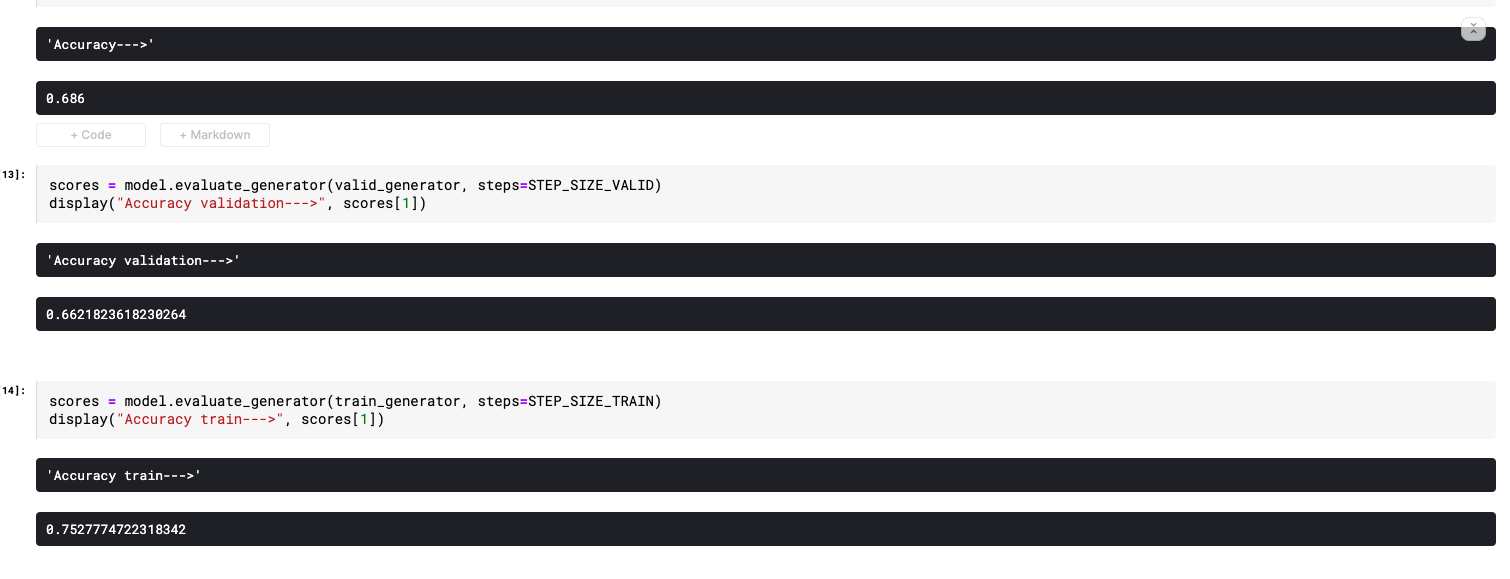 'Accuracy--->'
0.686
+ Code + Markdown
13]:
scores = model.evaluate_generator(valid_generator, steps=STEP_SIZE_VALID)
display("Accuracy validation--->", scores[1])
'Accuracy validation--->'
0.6621823618230264
14]:
scores = model.evaluate_generator(train_generator, steps=STEP_SIZE_TRAIN)
display("Accuracy train--->", scores[1])
'Accuracy train--->'
0.7527774722318342